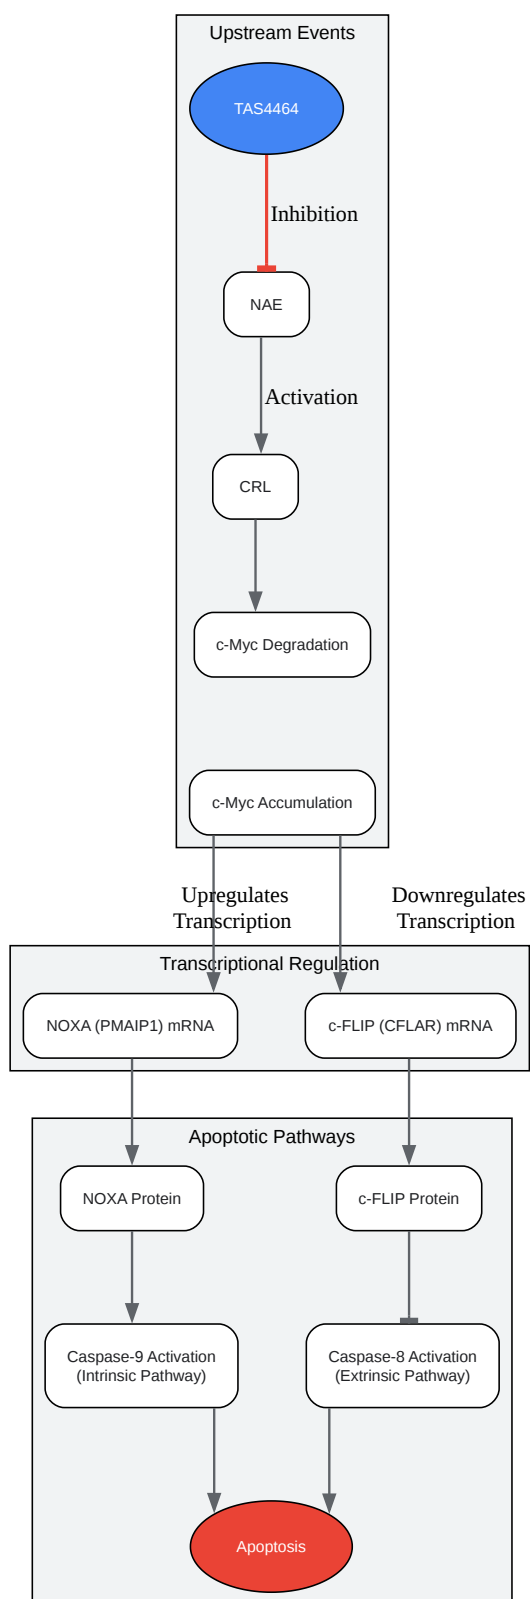 Upstream Events
TAS4464
Inhibition
NAE
Activation
CRL
c-Myc Degradation
c-Myc Accumulation
Upregulates
Transcription
Downregulates
Transcription
Transcriptional Regulation
NOXA (PMAIP1) mRNA
c-FLIP (CFLAR) mRNA
Apoptotic Pathways
NOXA Protein
c-FLIP Protein
Caspase-9 Activation
(Intrinsic Pathway)
Caspase-8 Activation
(Extrinsic Pathway)
Apoptosis